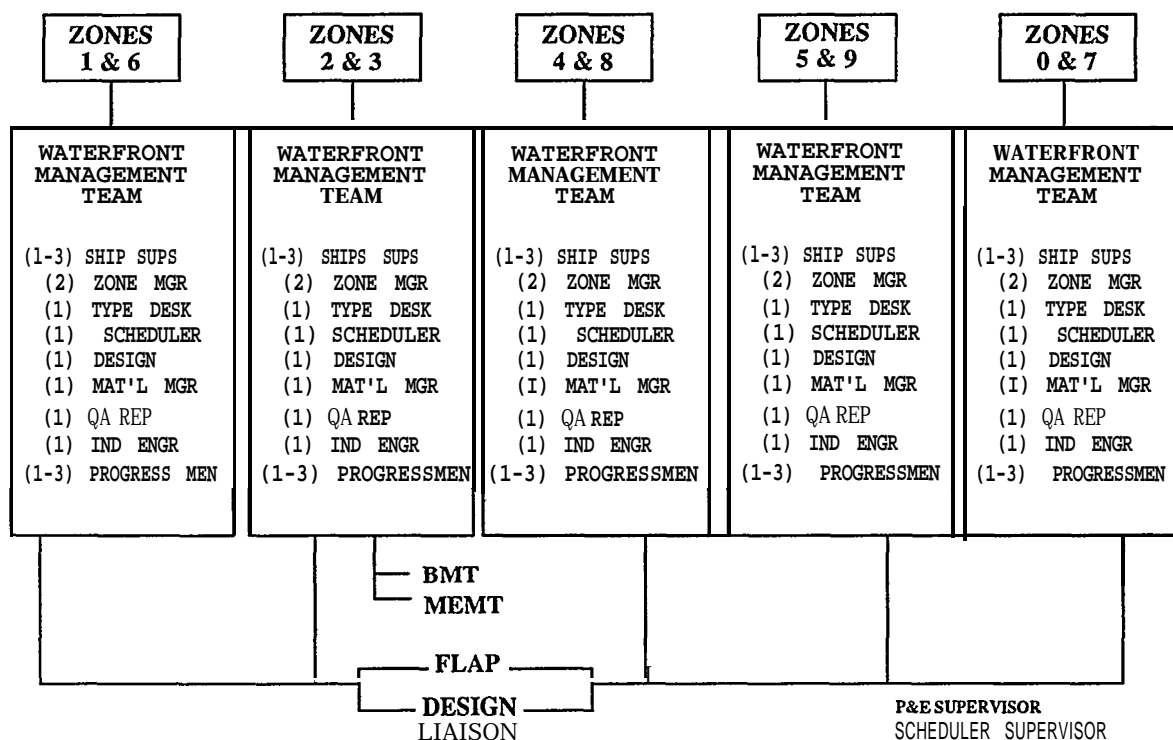 ZONES
1 & 6
ZONES
2 & 3
ZONES
4 & 8
ZONES
5 & 9
ZONES
0 & 7
WATERFRONT
MANAGEMENT
TEAM
(1-3) SHIP SUPS
(2) ZONE MGR
(1) TYPE DESK
(1) SCHEDULER
(1) DESIGN
(1) MAT'L MGR
(1) QA REP
(1) IND ENGR
(1-3) PROGRESS MEN
WATERFRONT
MANAGEMENT
TEAM
(1-3) SHIPS SUPS
(2) ZONE MGR
(1) TYPE DESK
(1) SCHEDULER
(1) DESIGN
(1) MAT'L MGR
(1) QA REP
(1) IND ENGR
(1-3) PROGRESSMEN
WATERFRONT
MANAGEMENT
TEAM
(1-3) SHIP SUPS
(2) ZONE MGR
(1) TYPE DESK
(1) SCHEDULER
(1) DESIGN
(I) MAT'L MGR
(1) QA REP
(1) IND ENGR
(1-3) PROGRESSMEN
WATERFRONT
MANAGEMENT
TEAM
(1-3) SHIP SUPS
(2) ZONE MGR
(1) TYPE DESK
(1) SCHEDULER
(1) DESIGN
(1) MAT'L MGR
(1) QA REP
(1) IND ENGR
(1-3) PROGRESSMEN
WATERFRONT
MANAGEMENT
TEAM
(1-3) SHIP SUPS
(2) ZONE MGR
(1) TYPE DESK
(1) SCHEDULER
(1) DESIGN
(I) MAT'L MGR
(1) QA REP
(1) IND ENGR
(1-3) PROGRESSMEN
BMT
MEMT
FLAP
DESIGN
LIAISON
P&E SUPERVISOR
SCHEDULER SUPERVISOR